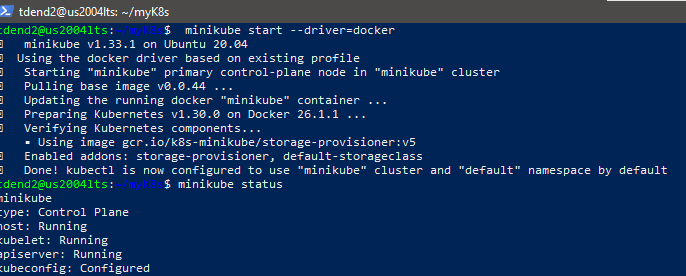 tdend2@us2004lts: ~/myK8s
tdend2@us2004lts:~/myK8s$  minikube start --driver=docker
minikube v1.33.1 on Ubuntu 20.04
Using the docker driver based on existing profile
Starting "minikube" primary control-plane node in "minikube" cluster
Pulling base image v0.0.44 ...
Updating the running docker "minikube" container ...
Preparing Kubernetes v1.30.0 on Docker 26.1.1 ...
Verifying Kubernetes components...
▪ Using image gcr.io/k8s-minikube/storage-provisioner:v5
Enabled addons: storage-provisioner, default-storageclass
Done! kubectl is now configured to use "minikube" cluster and "default" namespace by default
tdend2@us2004lts:~/myK8s$ minikube status
minikube
type: Control Plane
host: Running
kubelet: Running
apiserver: Running
kubeconfig: Configured